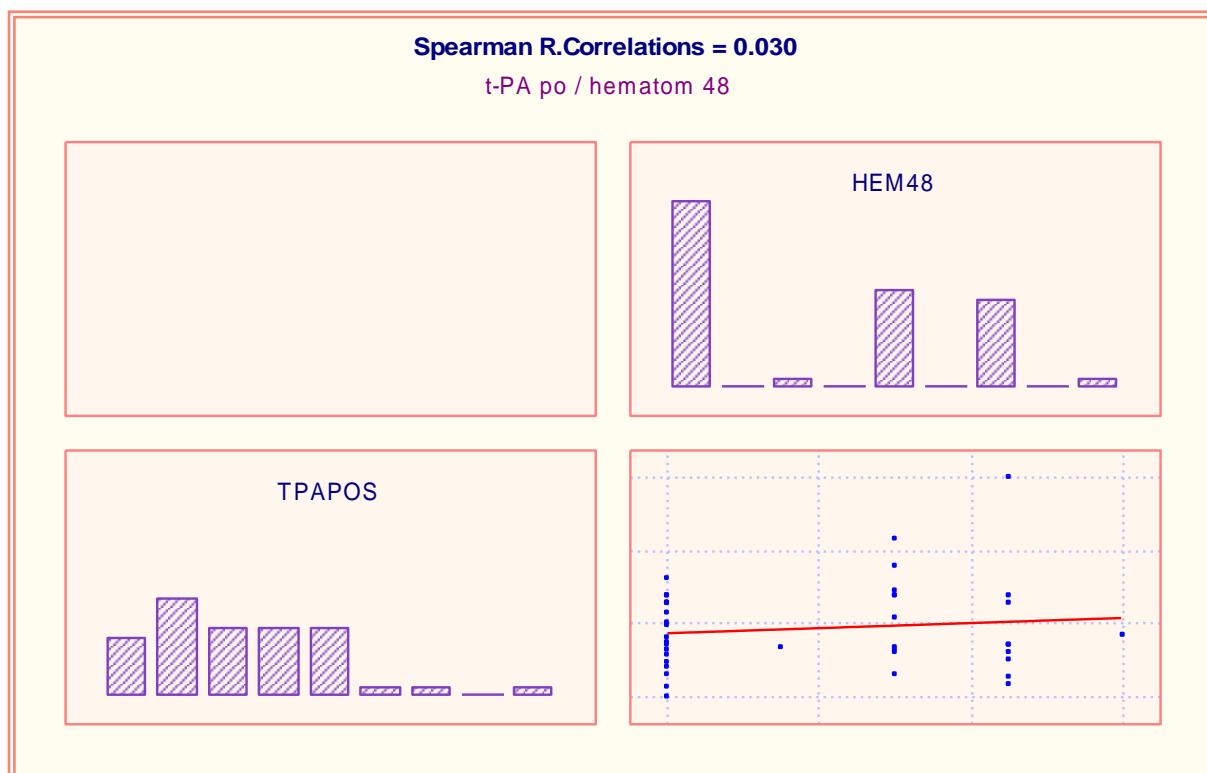 Spearman R.Correlations = 0.030
t-PA po / hematom 48
HEM48
TPAPOS